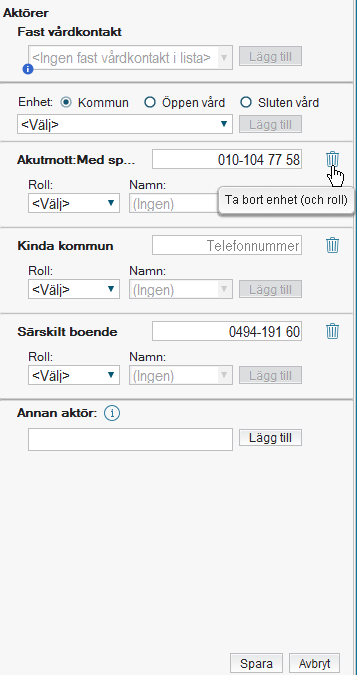 Aktörer
Fast vårdkontakt
<Ingen fast vårdkontakt i lista> Lägg till
Enhet: Kommun Öppen vård Sluten vård
<Välj> Lägg till
Akutmott:Med sp... 010-104 77 58
Roll: Namn:
<Välj> (Ingen)
Ta bort enhet (och roll)
Kinda kommun Telefonnummer
Roll: Namn:
<Välj> (Ingen) Lägg till
Särskilt boende 0494-191 60
Roll: Namn:
<Välj> (Ingen) Lägg till
Annan aktör:
Lägg till
Spara Avbryt